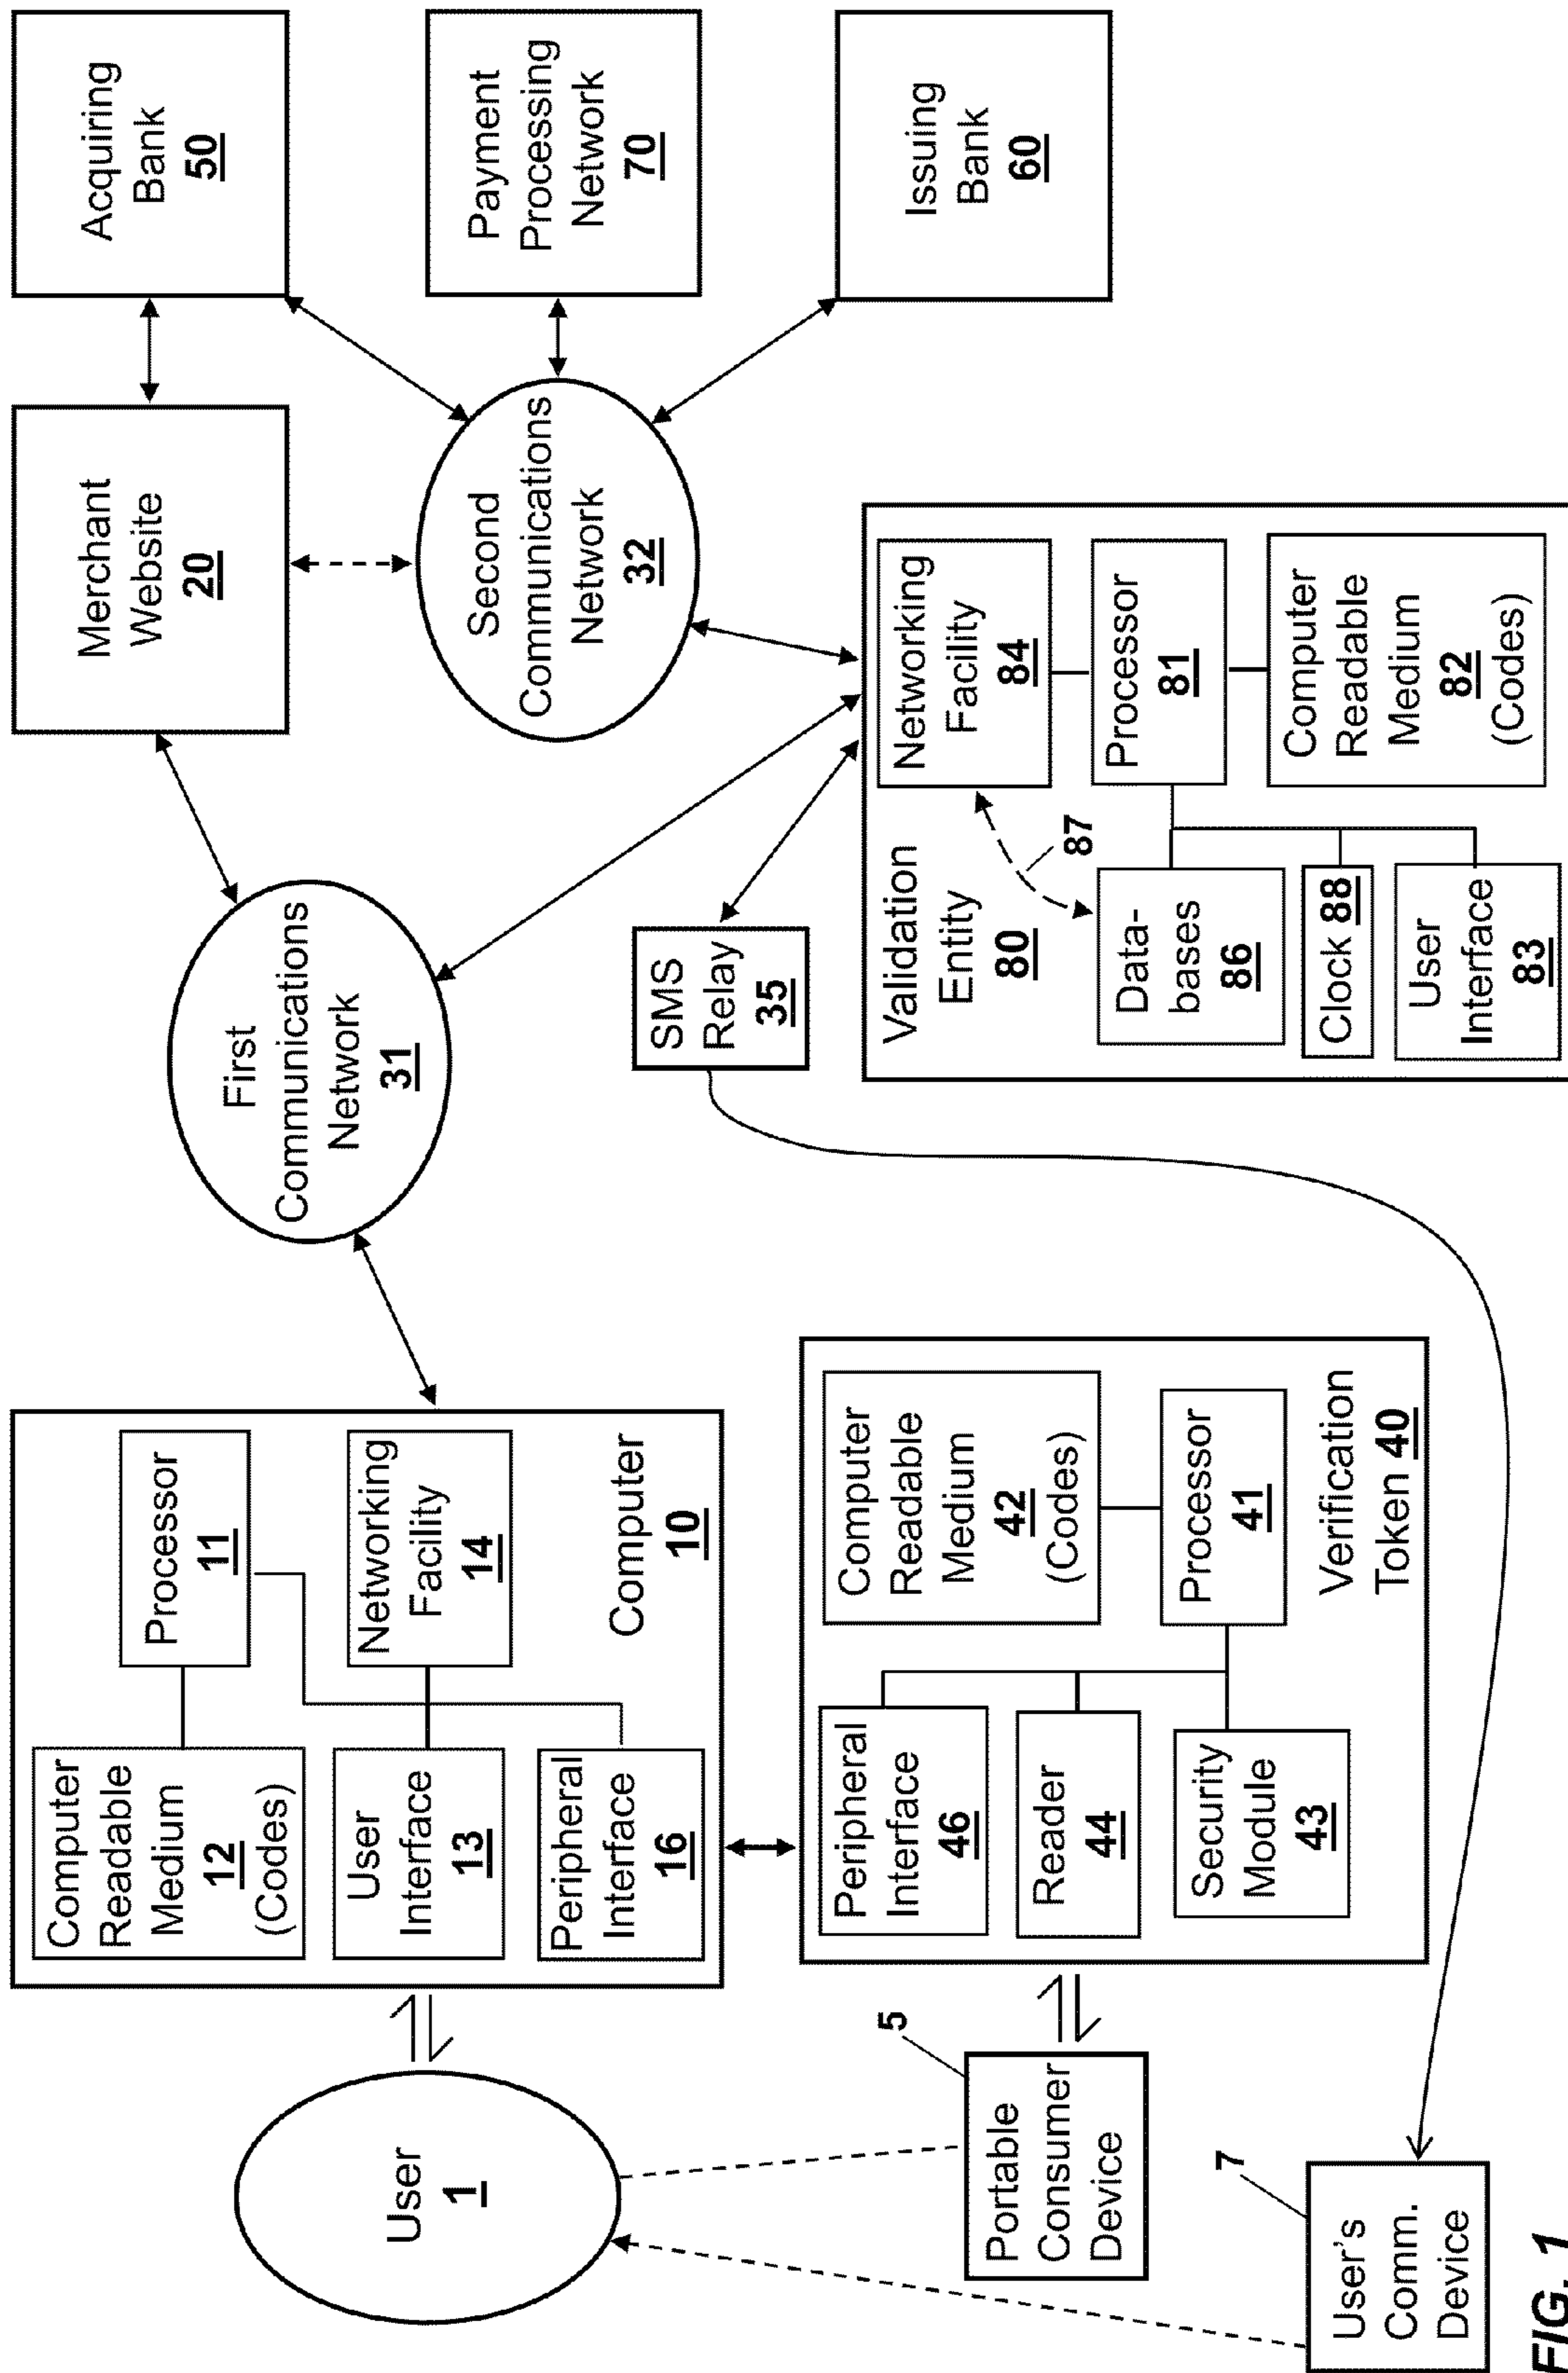 User
1
Computer
Readable
Medium
12
(Codes)
Processor
11
User
Interface
13
Networking
Facility
14
Peripheral
Interface
16
Computer
10
First
Communications
Network
31
Merchant
Website
20
Acquiring
Bank
50
Second
Communications
Network
32
Payment
Processing
Network
70
Issuing
Bank
60
5
Portable
Consumer
Device
Peripheral
Interface
46
Reader
44
Security
Module
43
Computer
Readable
Medium
42
(Codes)
Processor
41
Verification
Token 40
SMS
Relay
35
Validation
Entity
80
Networking
Facility
84
87
Data-
bases
86
Processor
81
Clock 88
User
Interface
83
Computer
Readable
Medium
82
(Codes)
7
User's
Comm.
Device
FIG. 1